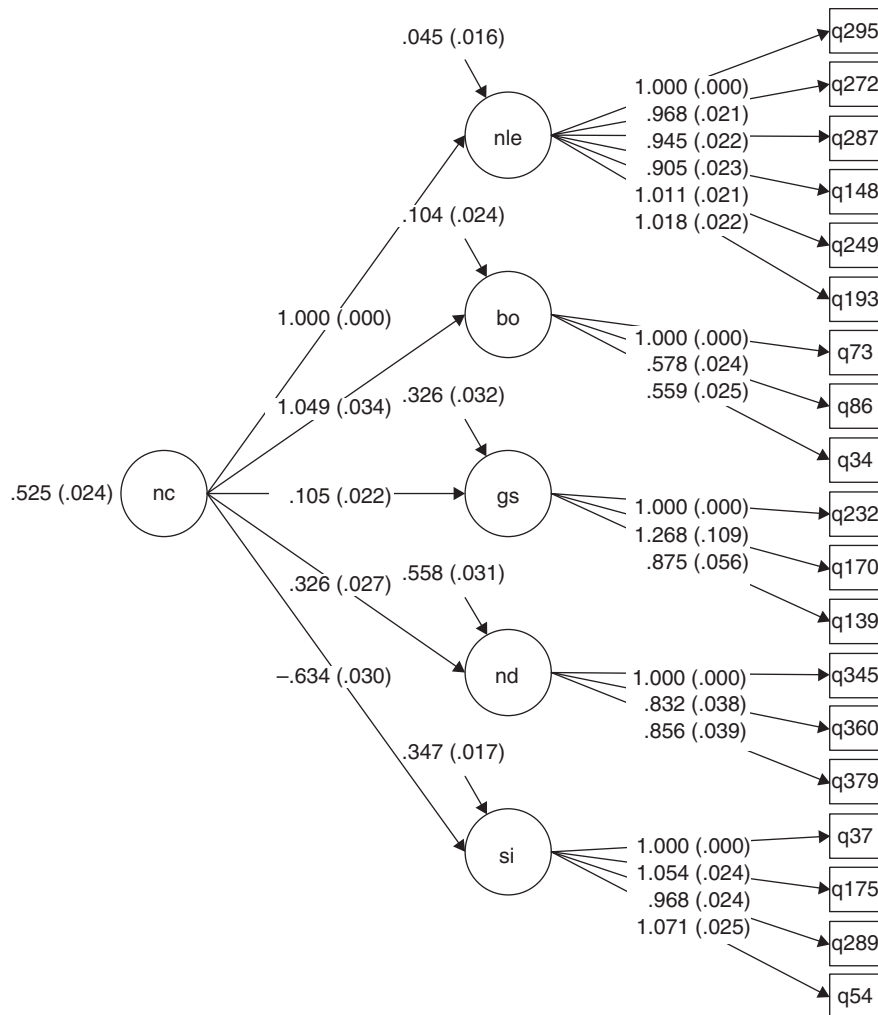 q295
.045 (.016)
1.000 (.000)
q272
.968 (.021)
nle
.945 (.022)
q287
.905 (.023)
1.011 (.021)
q148
.104 (.024)
1.018 (.022)
q249
q193
1.000 (.000)
bo
1.000 (.000)
q73
.578 (.024)
.559 (.025)
q86
1.049 (.034)
.326 (.032)
q34
.525 (.024)
nc
.105 (.022)
gs
1.000 (.000)
q232
1.268 (.109)
.875 (.056)
q170
.326 (.027)
.558 (.031)
q139
−.634 (.030)
nd
1.000 (.000)
q345
.832 (.038)
.856 (.039)
q360
.347 (.017)
q379
si
1.000 (.000)
q37
1.054 (.024)
q175
.968 (.024)
1.071 (.025)
q289
q54